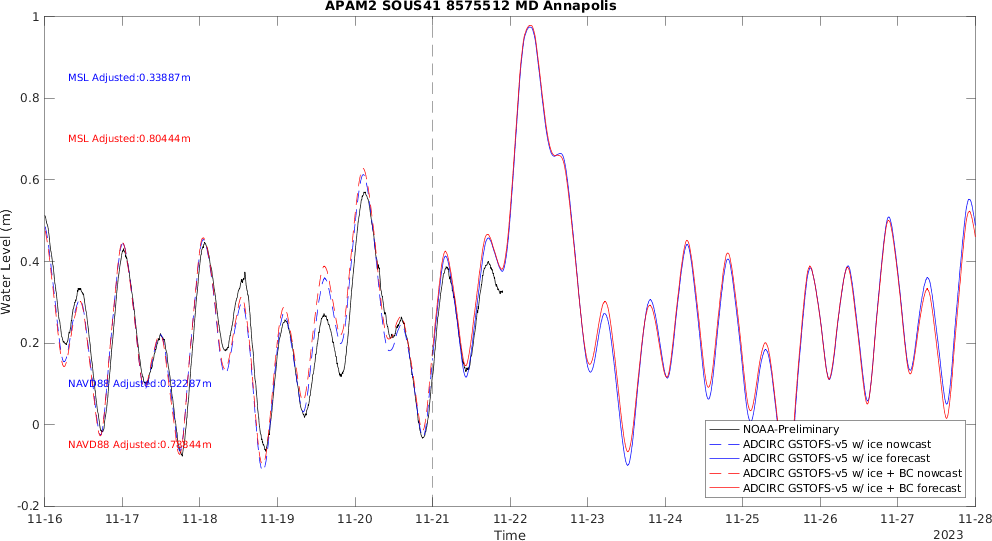 APAM2 SOUS41 8575512 MD Annapolis
1
MSL Adjusted:0.33887m
0.8
MSL Adjusted:0.80444m
0.6
Water Level (m)
0.4
0.2
NAVD88 Adjusted:0.32287m
0
NAVD88 Adjusted:0.78844m
NOAA-Preliminary
ADCIRC GSTOFS-v5 w/ ice nowcast
ADCIRC GSTOFS-v5 w/ ice forecast
ADCIRC GSTOFS-v5 w/ ice + BC nowcast
ADCIRC GSTOFS-v5 w/ ice + BC forecast
-0.2
11-16 11-17 11-18 11-19 11-20 11-21 11-22 11-23 11-24 11-25 11-26 11-27 11-28
Time
2023